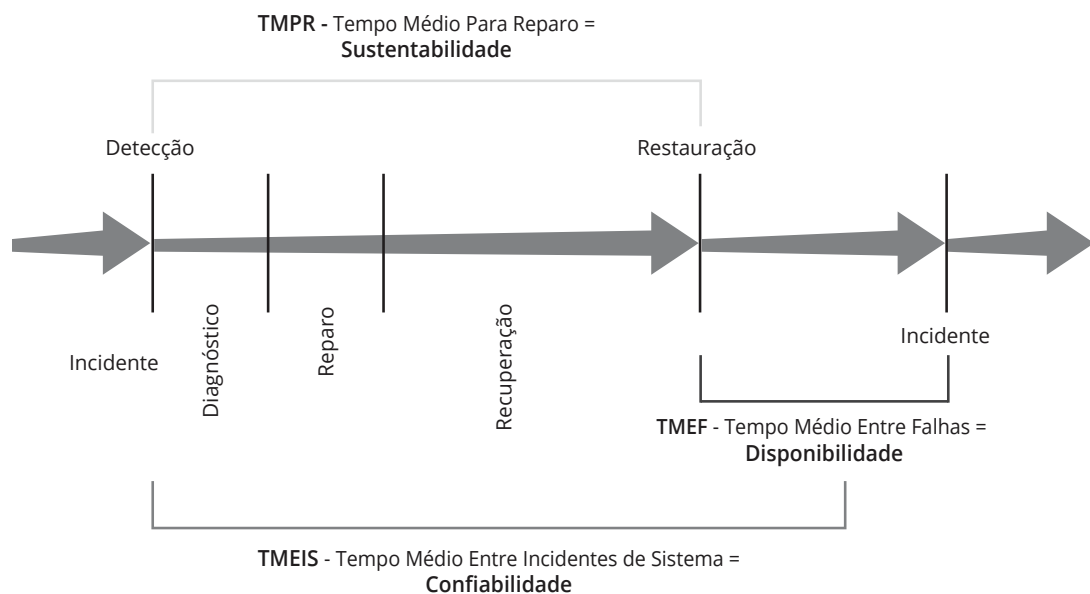 TMPR - Tempo Médio Para Reparo =
Sustentabilidade
Detecção
Restauração
Incidente
Diagnóstico
Reparo
Recuperação
Incidente
TMEF - Tempo Médio Entre Falhas =
Disponibilidade
TMEIS - Tempo Médio Entre Incidentes de Sistema =
Confiabilidade